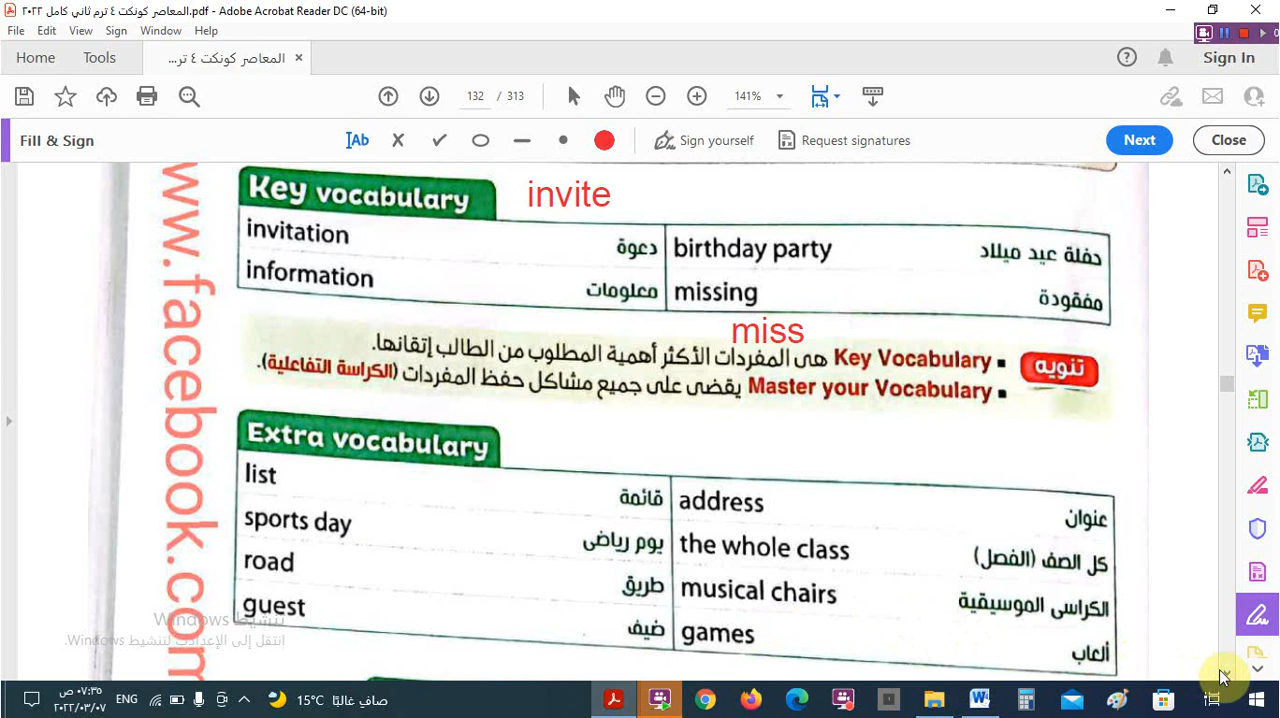 المعاصر كونكت ٤ ترم ثاني كامل ٢٠٢٢.pdf - Adobe Acrobat Reader DC (64-bit)
File Edit View Sign Window Help
Home Tools المعاصر كونكت ٤ تر... × Sign In
132 / 313 141%
Fill & Sign Ab Sign yourself Request signatures Next Close
www.facebook.com
Key vocabulary invite
invitation دعوة birthday party حفلة عيد ميلاد
information معلومات missing مفقودة
miss
تنويه
▪ Key Vocabulary هى المفردات الأكثر أهمية المطلوب من الطالب إتقانها.
▪ Master your Vocabulary يقضى على جميع مشاكل حفظ المفردات (الكراسة التفاعلية).
Extra vocabulary
list قائمة address عنوان
sports day يوم رياضى the whole class كل الصف (الفصل)
road طريق musical chairs الكراسى الموسيقية
guest ضيف games ألعاب
تنشيط Windows
انتقل إلى الإعدادات لتنشيط Windows.
٠٧:٣٥ ص ENG 15°C صافي غالبًا
٢٠٢٢/٠٣/٠٧